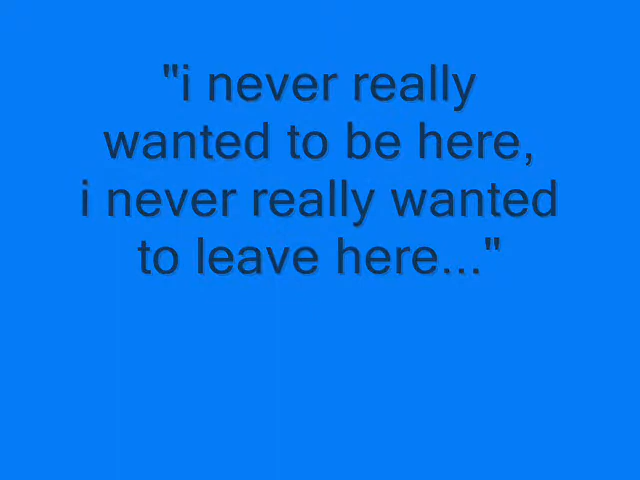 "i never really
wanted to be here,
i never really wanted
to leave here..."